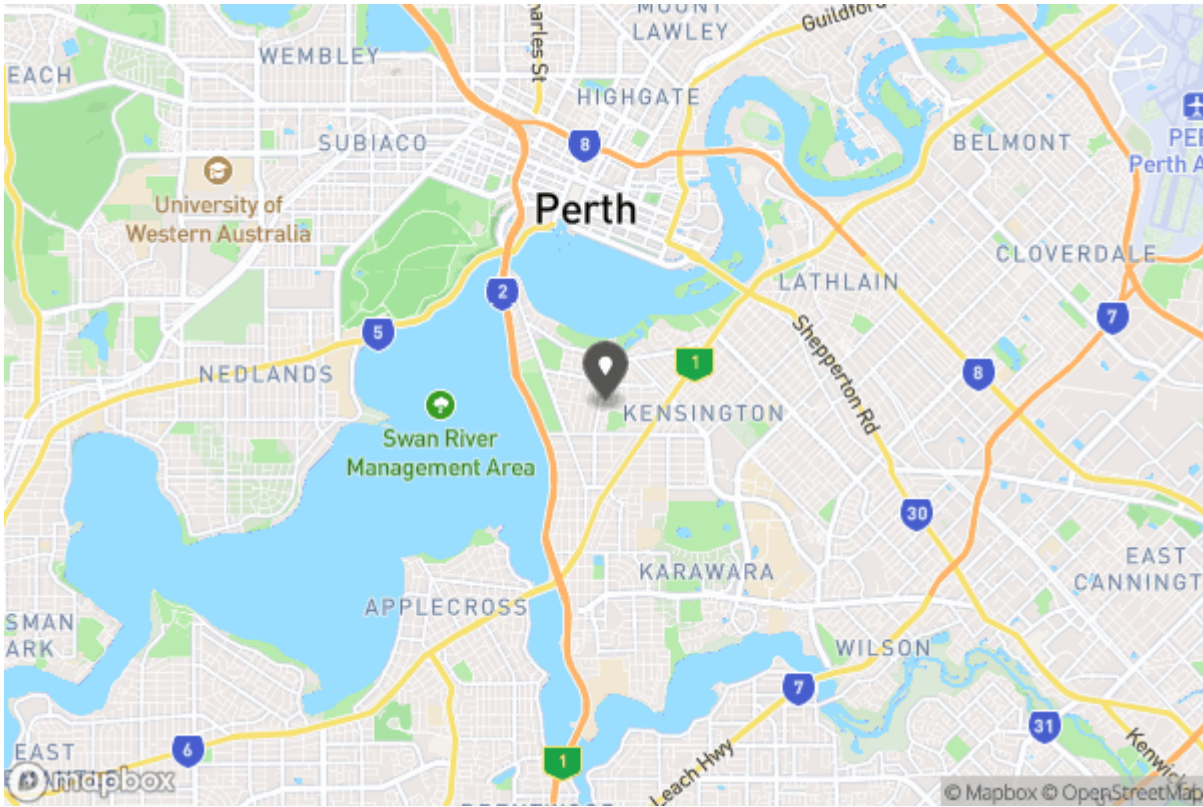 MOUNT
LAWLEY
Guildford
Charles St
WEMBLEY
EACH
HIGHGATE
SUBIACO
8
BELMONT
PE
Perth A
University of
Western Australia
Perth
CLOVERDALE
LATHLAIN
2
7
5
Shepperton Rd
1
8
NEDLANDS
KENSINGTON
Swan River
Management Area
30
EAST
CANNINGT
KARAWARA
APPLECROSS
SMAN
ARK
WILSON
7
31
6
EAST
1
Leach Hwy
Kenwick
mapbox
© Mapbox © OpenStreetMap